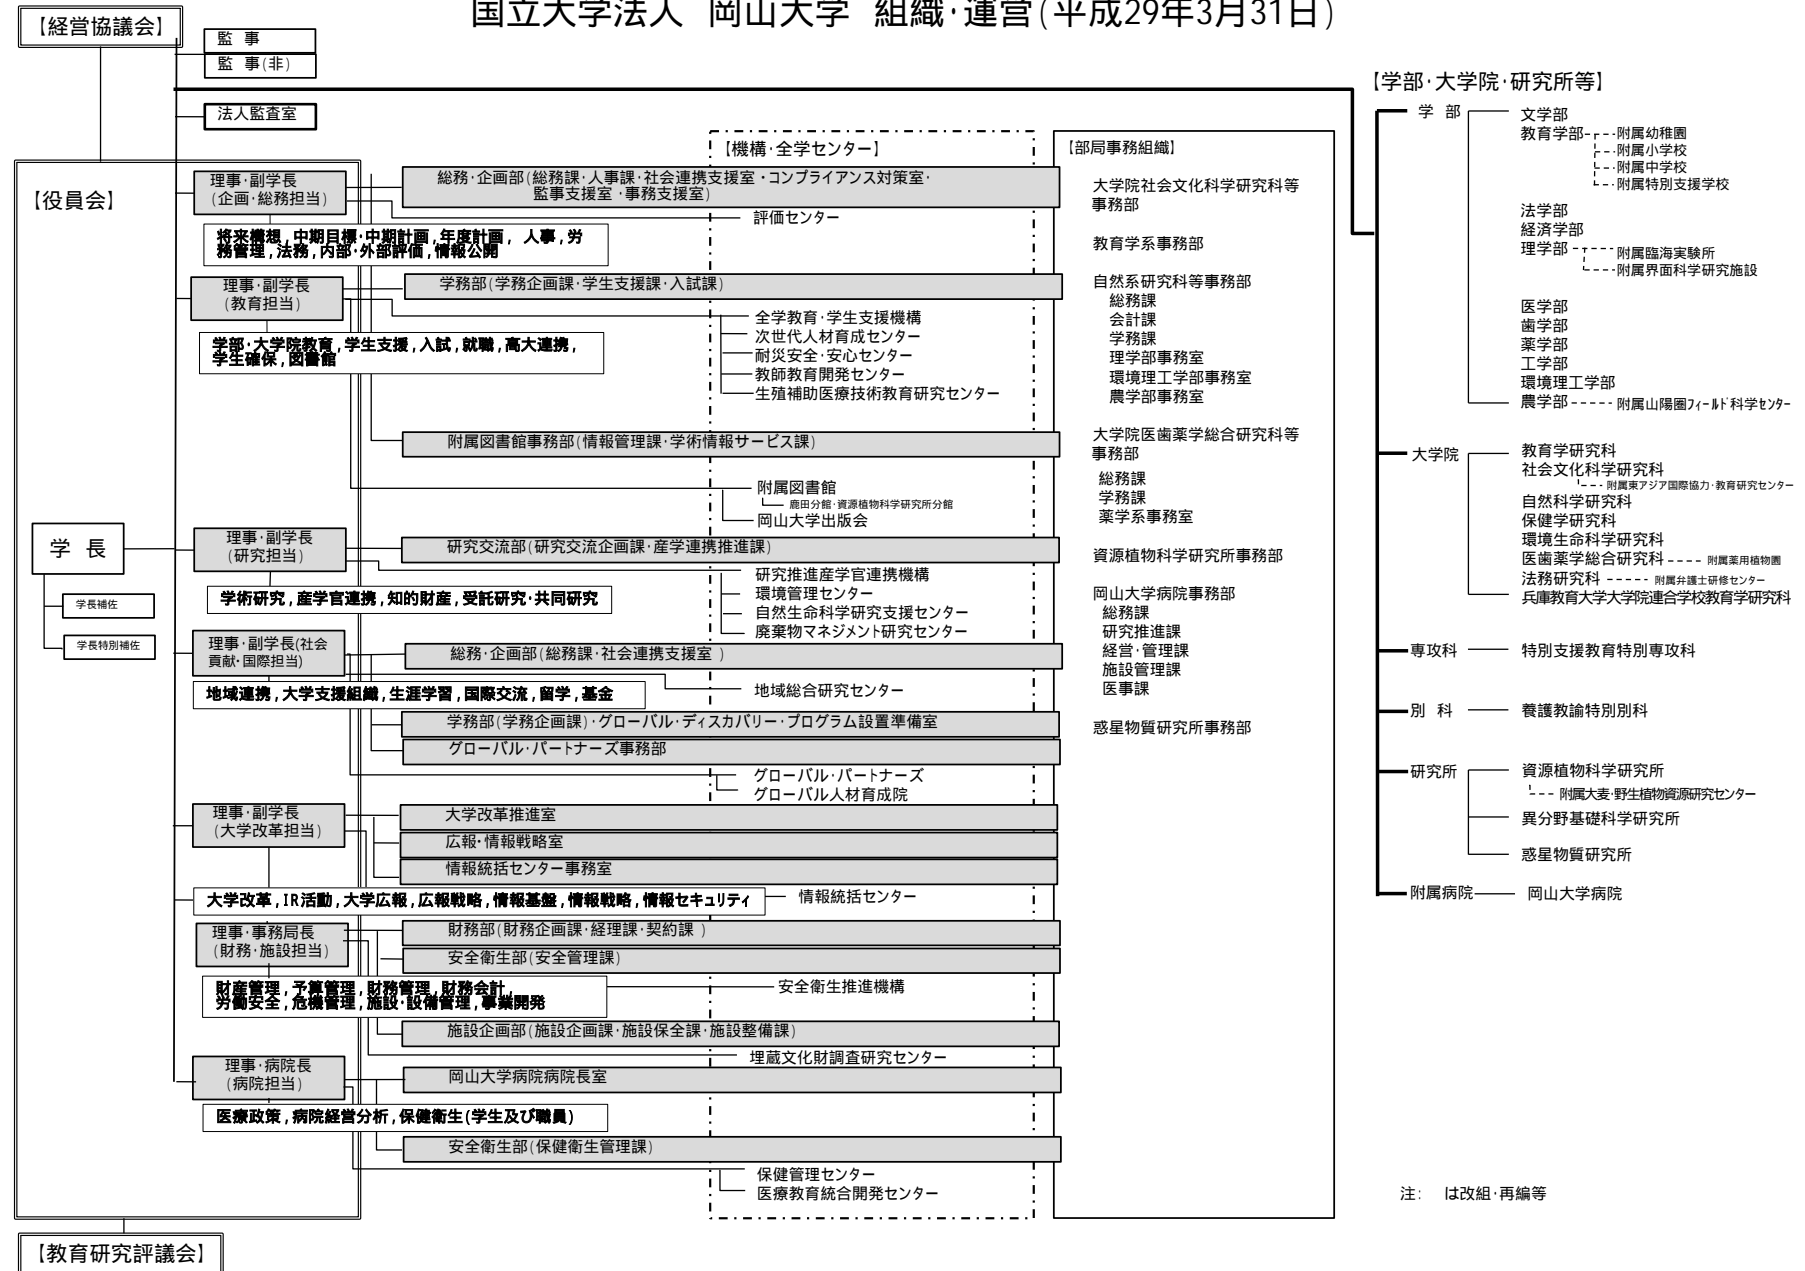 国立大学法人 岡山大学 組織・運営(平成29年3月31日)
【経営協議会】
監 事
監 事(非)
法人監査室
【役員会】
学 長
学長補佐
学長特別補佐
【教育研究評議会】
理事・副学長
(企画・総務担当)
将来構想,中期目標・中期計画,年度計画, 人事,労
務管理,法務,内部・外部評価,情報公開
理事・副学長
(教育担当)
学部・大学院教育,学生支援,入試,就職,高大連携,
学生確保,図書館
理事・副学長
(研究担当)
学術研究,産学官連携,知的財産,受託研究・共同研究
理事・副学長(社会
貢献・国際担当)
地域連携,大学支援組織,生涯学習,国際交流,留学,基金
理事・副学長
(大学改革担当)
大学改革,IR活動,大学広報,広報戦略,情報基盤,情報戦略,情報セキュリティ
理事・事務局長
(財務・施設担当)
財産管理,予算管理,財務管理,財務会計,
労働安全,危機管理,施設・設備管理,事業開発
理事・病院長
(病院担当)
医療政策,病院経営分析,保健衛生(学生及び職員)
【機構・全学センター】
総務・企画部(総務課・人事課・社会連携支援室・コンプライアンス対策室・
監事支援室・事務支援室)
評価センター
学務部(学務企画課・学生支援課・入試課)
全学教育・学生支援機構
次世代人材育成センター
耐災安全・安心センター
教師教育開発センター
生殖補助医療技術教育研究センター
附属図書館事務部(情報管理課・学術情報サービス課)
附属図書館
鹿田分館・資源植物科学研究所分館
岡山大学出版会
研究交流部(研究交流企画課・産学連携推進課)
研究推進産学官連携機構
環境管理センター
自然生命科学研究支援センター
廃棄物マネジメント研究センター
総務・企画部(総務課・社会連携支援室 )
地域総合研究センター
学務部(学務企画課)・グローバル・ディスカバリー・プログラム設置準備室
グローバル・パートナーズ事務部
グローバル・パートナーズ
グローバル人材育成院
大学改革推進室
広報・情報戦略室
情報統括センター事務室
情報統括センター
財務部(財務企画課・経理課・契約課 )
安全衛生部(安全管理課)
安全衛生推進機構
施設企画部(施設企画課・施設保全課・施設整備課)
埋蔵文化財調査研究センター
岡山大学病院病院長室
安全衛生部(保健衛生管理課)
保健管理センター
医療教育統合開発センター
【部局事務組織】
大学院社会文化科学研究科等
事務部
教育学系事務部
自然系研究科等事務部
総務課
会計課
学務課
理学部事務室
環境理工学部事務室
農学部事務室
大学院医歯薬学総合研究科等
事務部
総務課
学務課
薬学系事務室
資源植物科学研究所事務部
岡山大学病院事務部
総務課
研究推進課
経営・管理課
施設管理課
医事課
惑星物質研究所事務部
【学部・大学院・研究所等】
学 部
文学部
教育学部
附属幼稚園
附属小学校
附属中学校
附属特別支援学校
法学部
経済学部
理学部
附属臨海実験所
附属界面科学研究施設
医学部
歯学部
薬学部
工学部
環境理工学部
農学部
附属山陽圏フィールド科学センター
大学院
教育学研究科
社会文化科学研究科
附属東アジア国際協力・教育研究センター
自然科学研究科
保健学研究科
環境生命科学研究科
医歯薬学総合研究科
附属薬用植物園
法務研究科
附属弁護士研修センター
兵庫教育大学大学院連合学校教育学研究科
専攻科
特別支援教育特別専攻科
別 科
養護教諭特別別科
研究所
資源植物科学研究所
附属大麦・野生植物資源研究センター
異分野基礎科学研究所
惑星物質研究所
附属病院
岡山大学病院
注: は改組・再編等